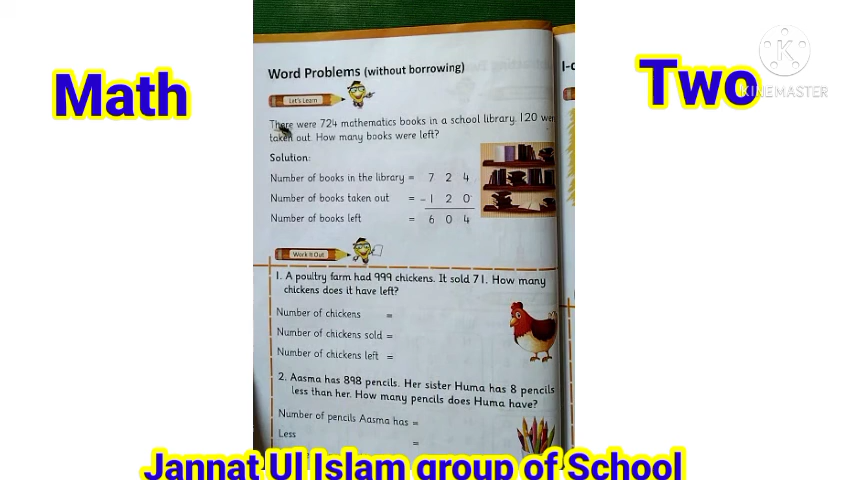 Math
Two
K
KINEMASTER
Word Problems (without borrowing)
Let's Learn
There were 724 mathematics books in a school library. 120 wer
taken out. How many books were left?
Solution:
Number of books in the library = 7 2 4
Number of books taken out = - 1 2 0
Number of books left = 6 0 4
Work It Out
1. A poultry farm had 999 chickens. It sold 71. How many
chickens does it have left?
Number of chickens =
Number of chickens sold =
Number of chickens left =
2. Aasma has 898 pencils. Her sister Huma has 8 pencils
less than her. How many pencils does Huma have?
Number of pencils Aasma has =
Less =
Jannat Ul Islam group of School